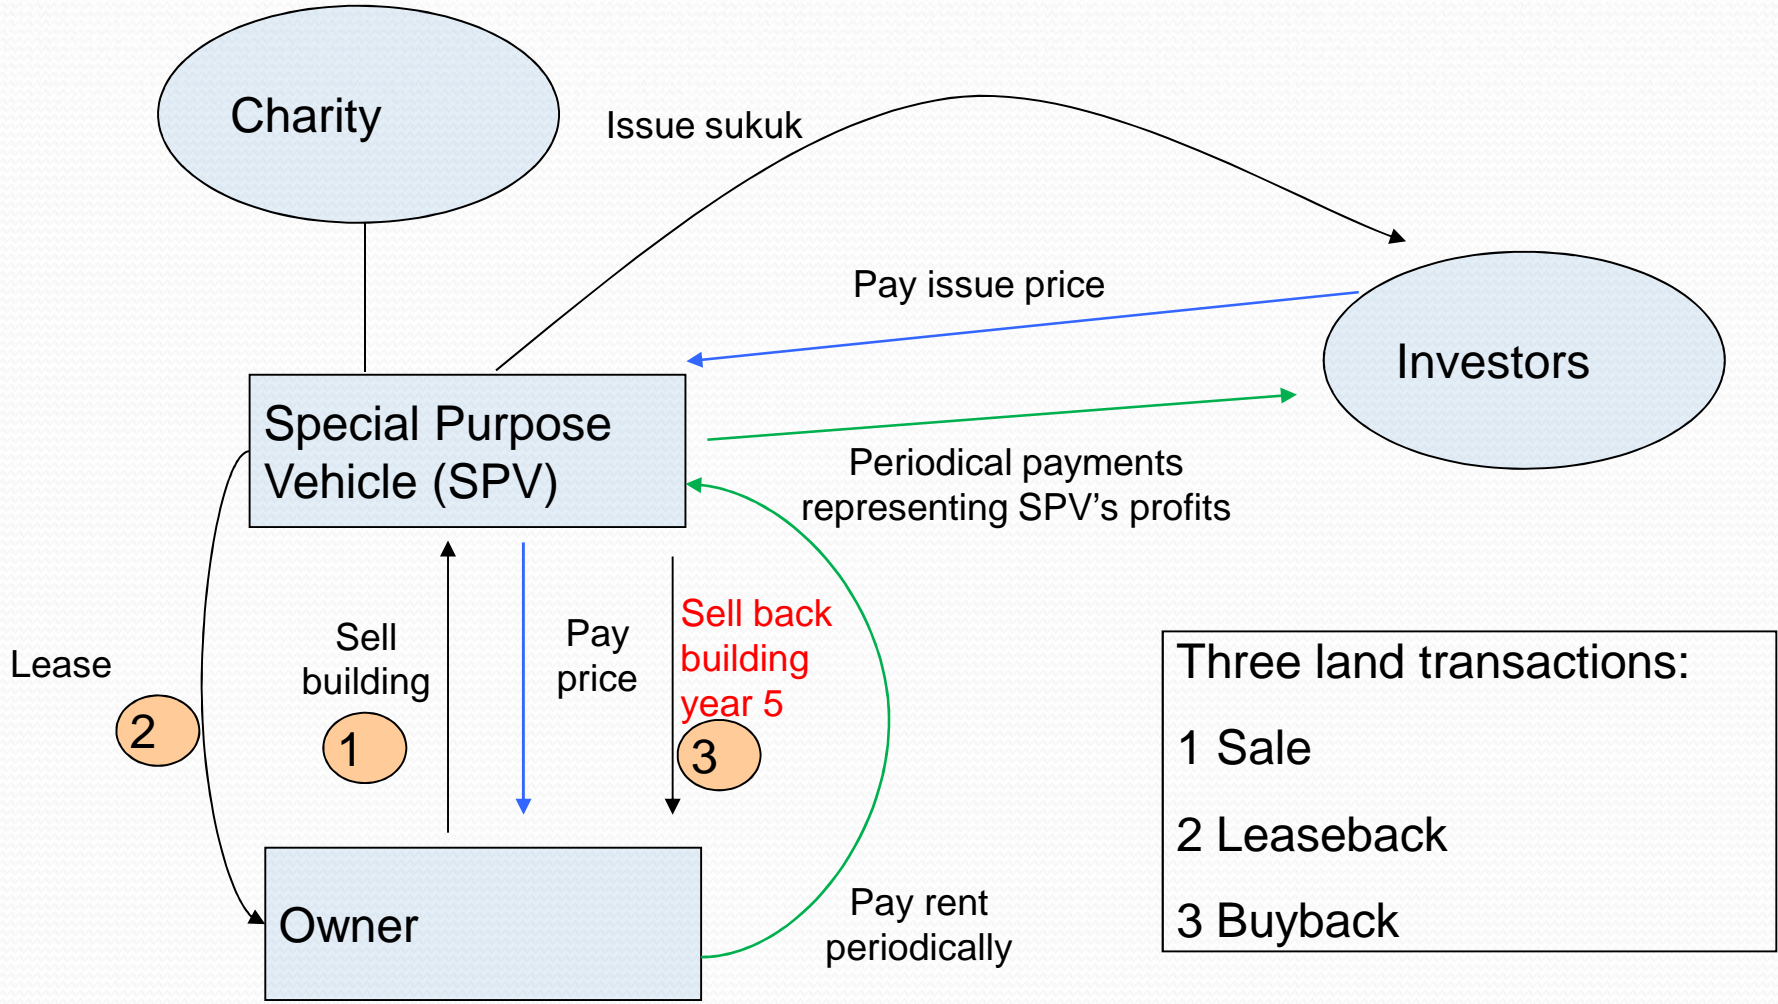 Charity
Issue sukuk
Pay issue price
Investors
Special Purpose
Vehicle (SPV)
Periodical payments
representing SPV's profits
Lease
2
Sell
building
1
Pay
price
Sell back
building
year 5
3
Three land transactions:
1 Sale
2 Leaseback
3 Buyback
Owner
Pay rent
periodically